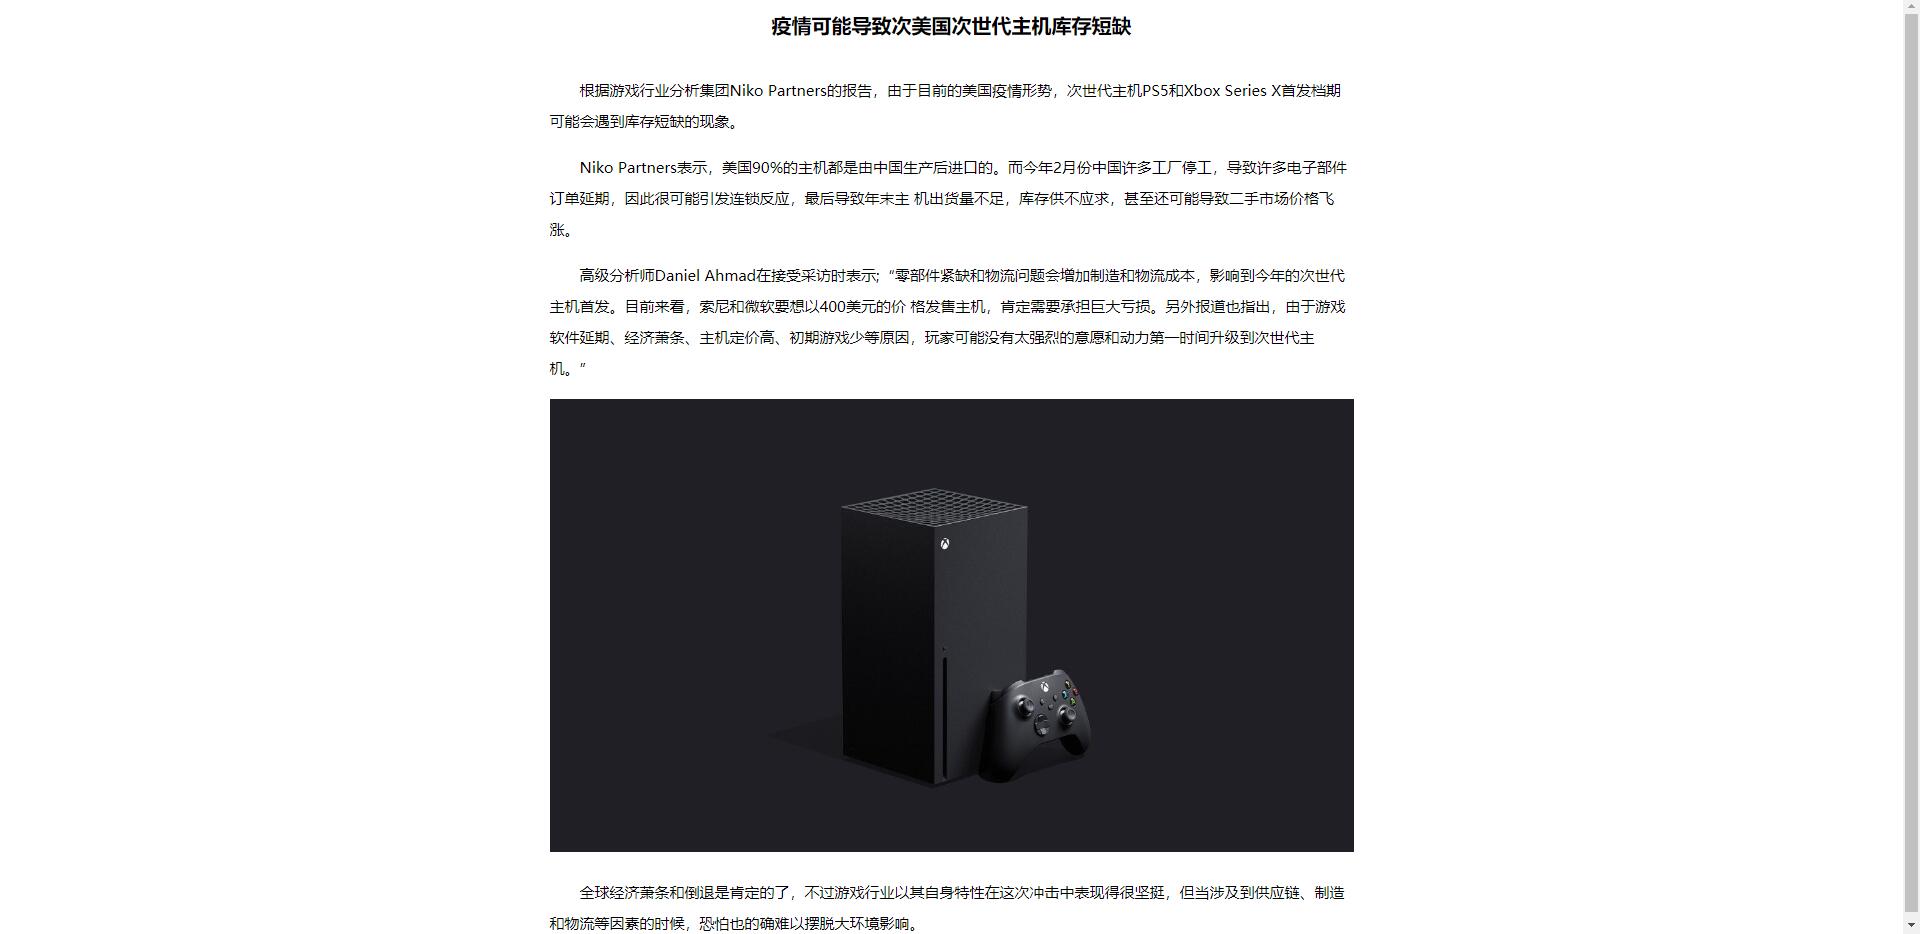 疫情可能导致次美国次世代主机库存短缺
根据游戏行业分析集团Niko Partners的报告，由于目前的美国疫情形势，次世代主机PS5和Xbox Series X首发档期
可能会遇到库存短缺的现象。
Niko Partners表示，美国90%的主机都是由中国生产后进口的。而今年2月份中国许多工厂停工，导致许多电子部件
订单延期，因此很可能引发连锁反应，最后导致年末主 机出货量不足，库存供不应求，甚至还可能导致二手市场价格飞
涨。
高级分析师Daniel Ahmad在接受采访时表示;“零部件紧缺和物流问题会增加制造和物流成本，影响到今年的次世代
主机首发。目前来看，索尼和微软要想以400美元的价 格发售主机，肯定需要承担巨大亏损。另外报道也指出，由于游戏
软件延期、经济萧条、主机定价高、初期游戏少等原因，玩家可能没有太强烈的意愿和动力第一时间升级到次世代主
机。”
全球经济萧条和倒退是肯定的了，不过游戏行业以其自身特性在这次冲击中表现得很坚挺，但当涉及到供应链、制造
和物流等因素的时候，恐怕也的确难以摆脱大环境影响。